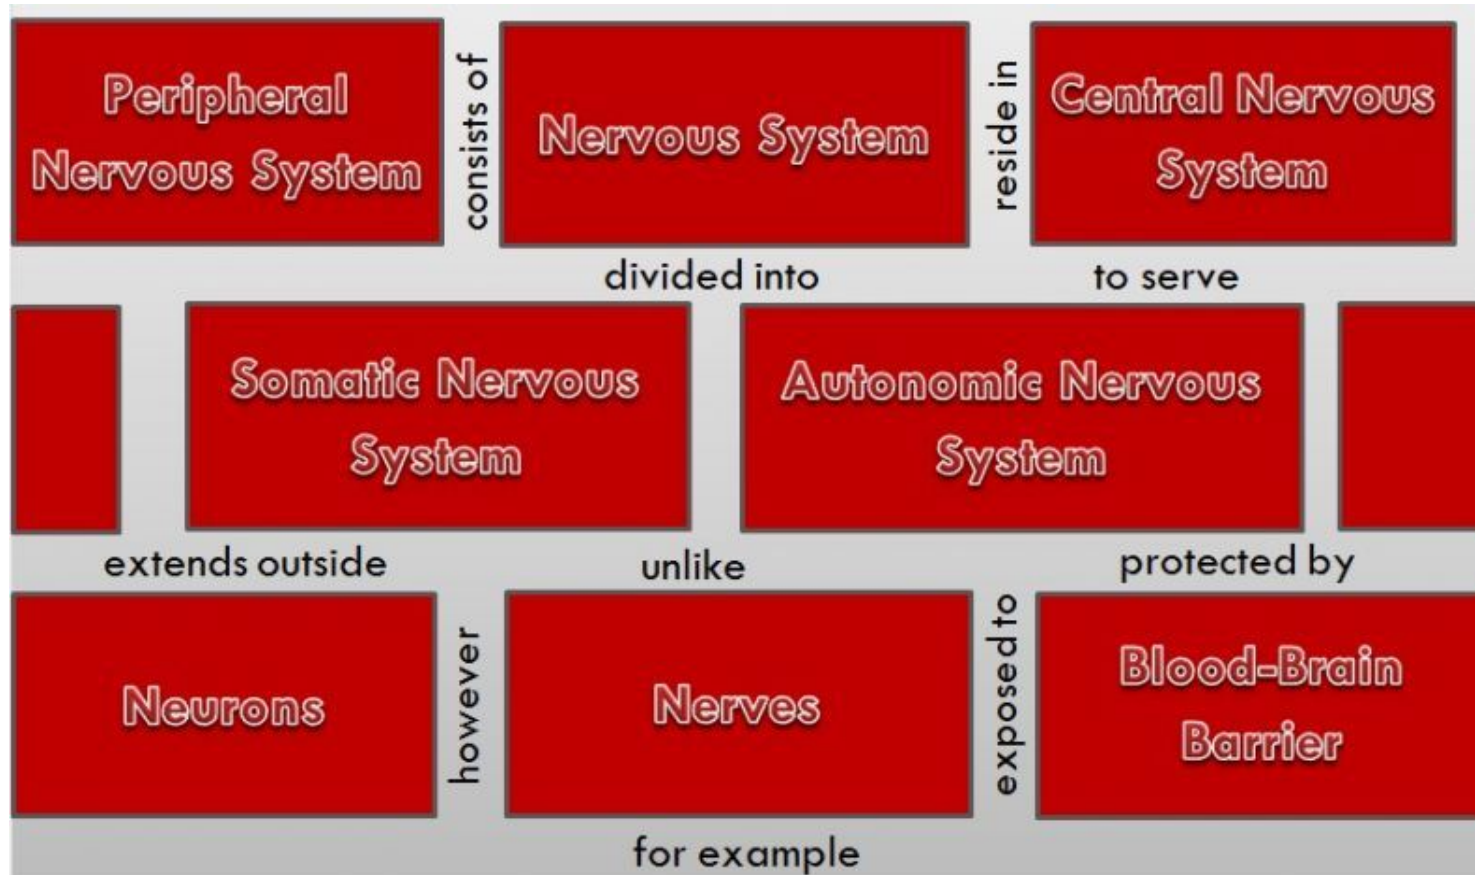 Peripheral
Nervous System
consists of
Nervous System
reside in
Central Nervous
System
divided into
to serve
Somatic Nervous
System
Autonomic Nervous
System
extends outside
unlike
protected by
Neurons
however
Nerves
exposed to
Blood-Brain
Barrier
for example